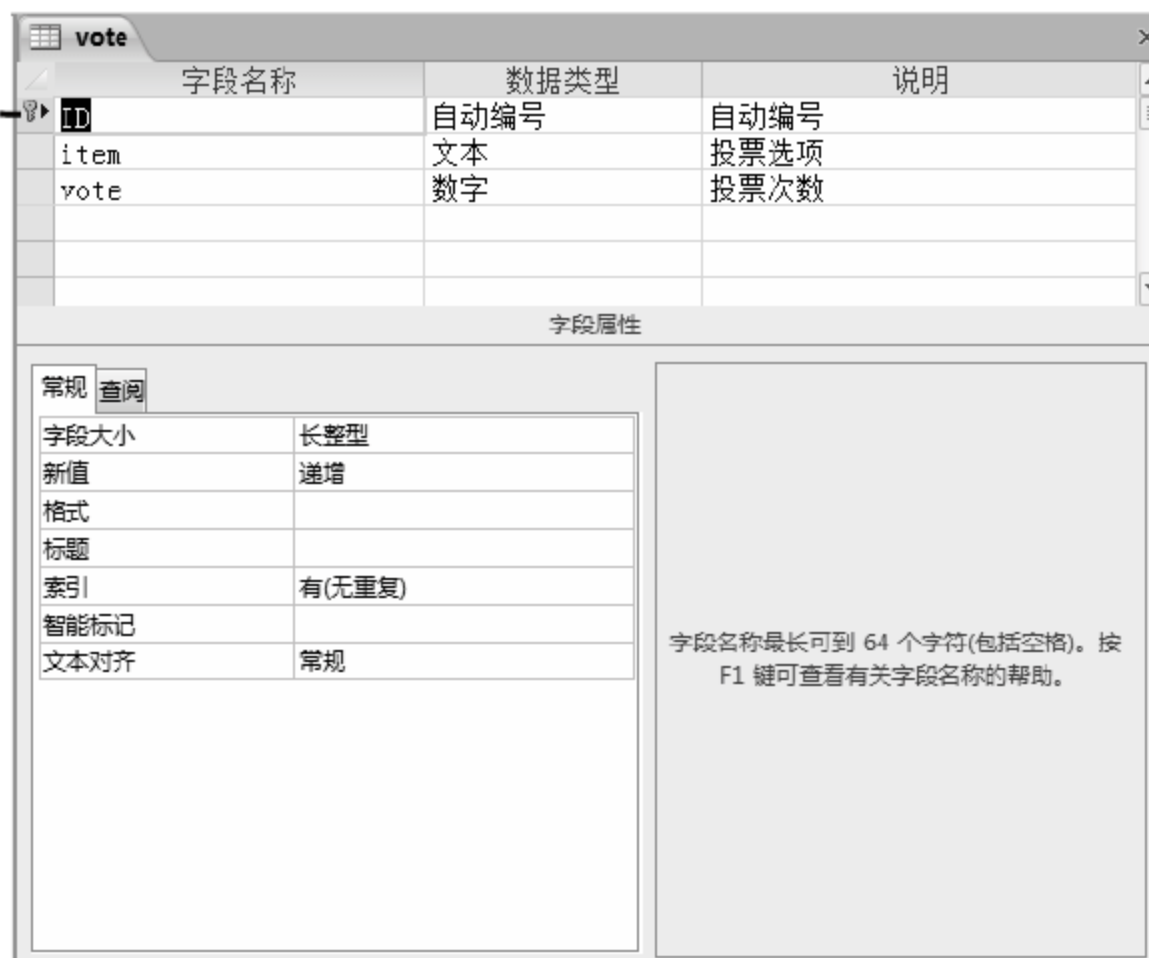 vote
字段名称 数据类型 说明
ID 自动编号 自动编号
item 文本 投票选项
vote 数字 投票次数
字段属性
常规 查阅
字段大小 长整型
新值 递增
格式
标题
索引 有(无重复)
智能标记
文本对齐 常规
字段名称最长可到 64 个字符(包括空格)。按
F1 键可查看有关字段名称的帮助。